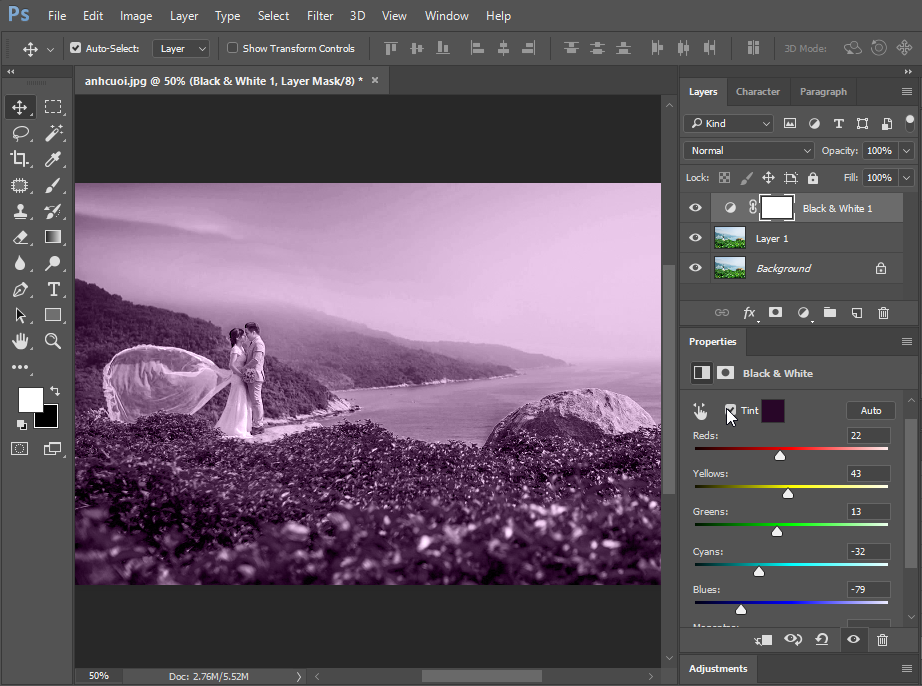 Ps File Edit Image Layer Type Select Filter 3D View Window Help
Auto-Select: Layer Show Transform Controls 3D Mode:
anhcuoi.jpg @ 50% (Black & White 1, Layer Mask/8) *
Layers Character Paragraph
Kind
Normal Opacity: 100%
Lock: Fill: 100%
Black & White 1
Layer 1
Background
Properties
Black & White
Tint Auto
Reds: 22
Yellows: 43
Greens: 13
Cyans: -32
Blues: -79
50% Doc: 2.76M/5.52M
Adjustments